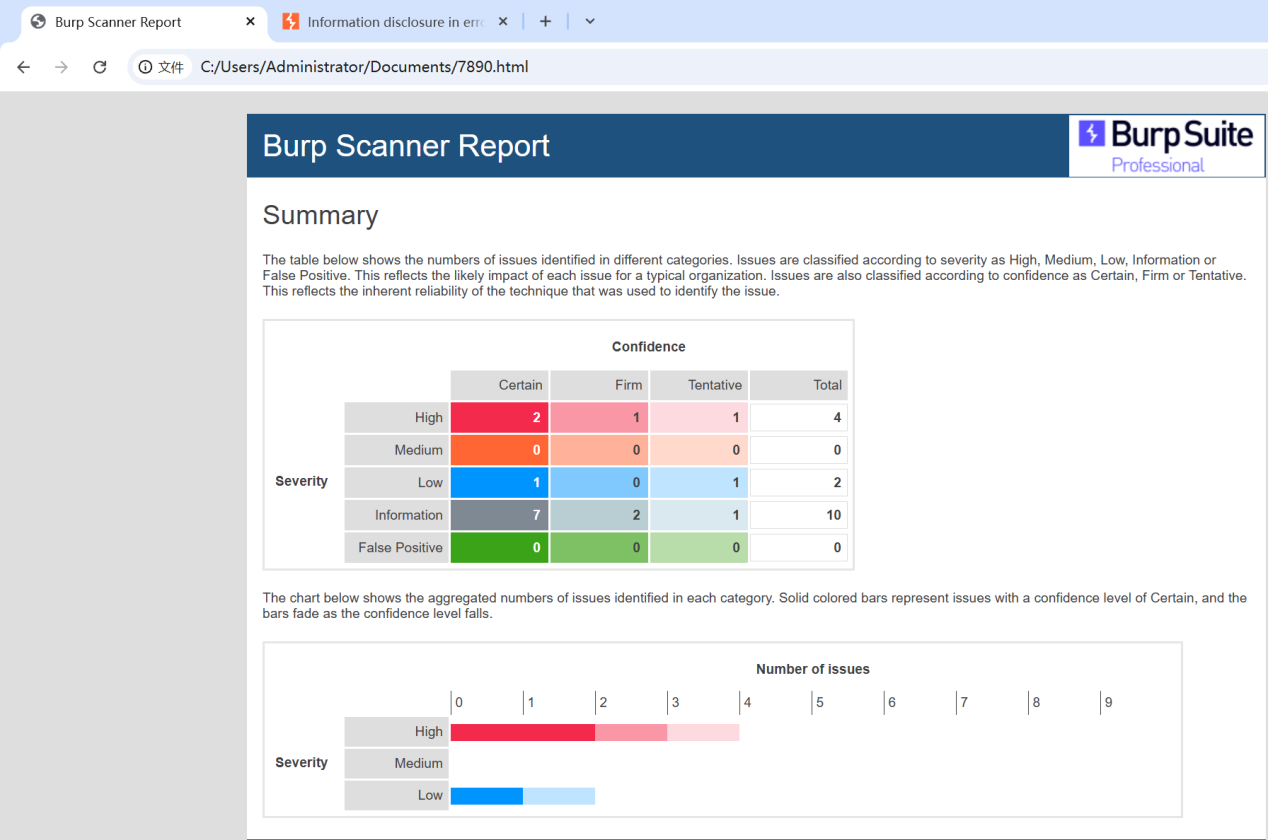 Burp Scanner Report
Information disclosure in erro
文件
C:/Users/Administrator/Documents/7890.html
Burp Scanner Report
Burp Suite
Professional
Summary
The table below shows the numbers of issues identified in different categories. Issues are classified according to severity as High, Medium, Low, Information or
False Positive. This reflects the likely impact of each issue for a typical organization. Issues are also classified according to confidence as Certain, Firm or Tentative.
This reflects the inherent reliability of the technique that was used to identify the issue.
Confidence
Certain Firm Tentative Total
High 2 1 1 4
Medium 0 0 0 0
Severity
Low 1 0 1 2
Information 7 2 1 10
False Positive 0 0 0 0
The chart below shows the aggregated numbers of issues identified in each category. Solid colored bars represent issues with a confidence level of Certain, and the
bars fade as the confidence level falls.
Number of issues
0 1 2 3 4 5 6 7 8 9
High
Severity
Medium
Low